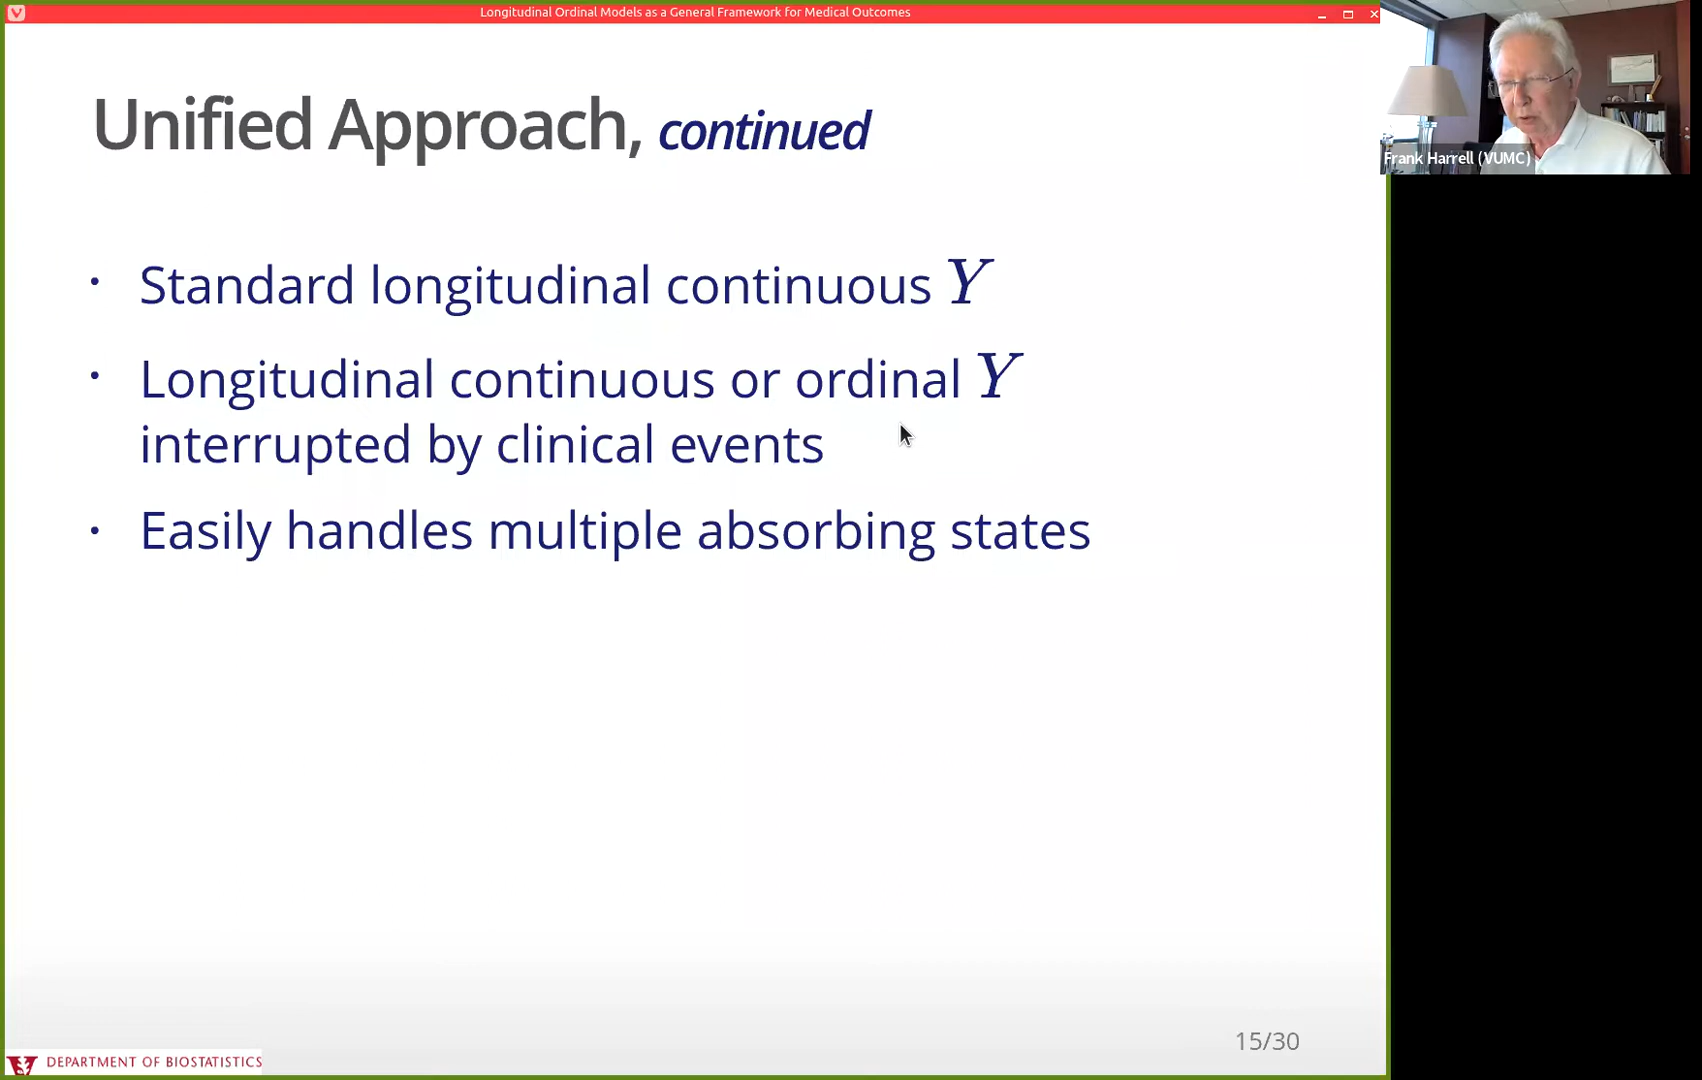 Longitudinal Ordinal Models as a General Framework for Medical Outcomes
Unified Approach, continued
Frank Harrell (VUMC)
• Standard longitudinal continuous Y
• Longitudinal continuous or ordinal Y
interrupted by clinical events
• Easily handles multiple absorbing states
15/30
DEPARTMENT OF BIOSTATISTICS